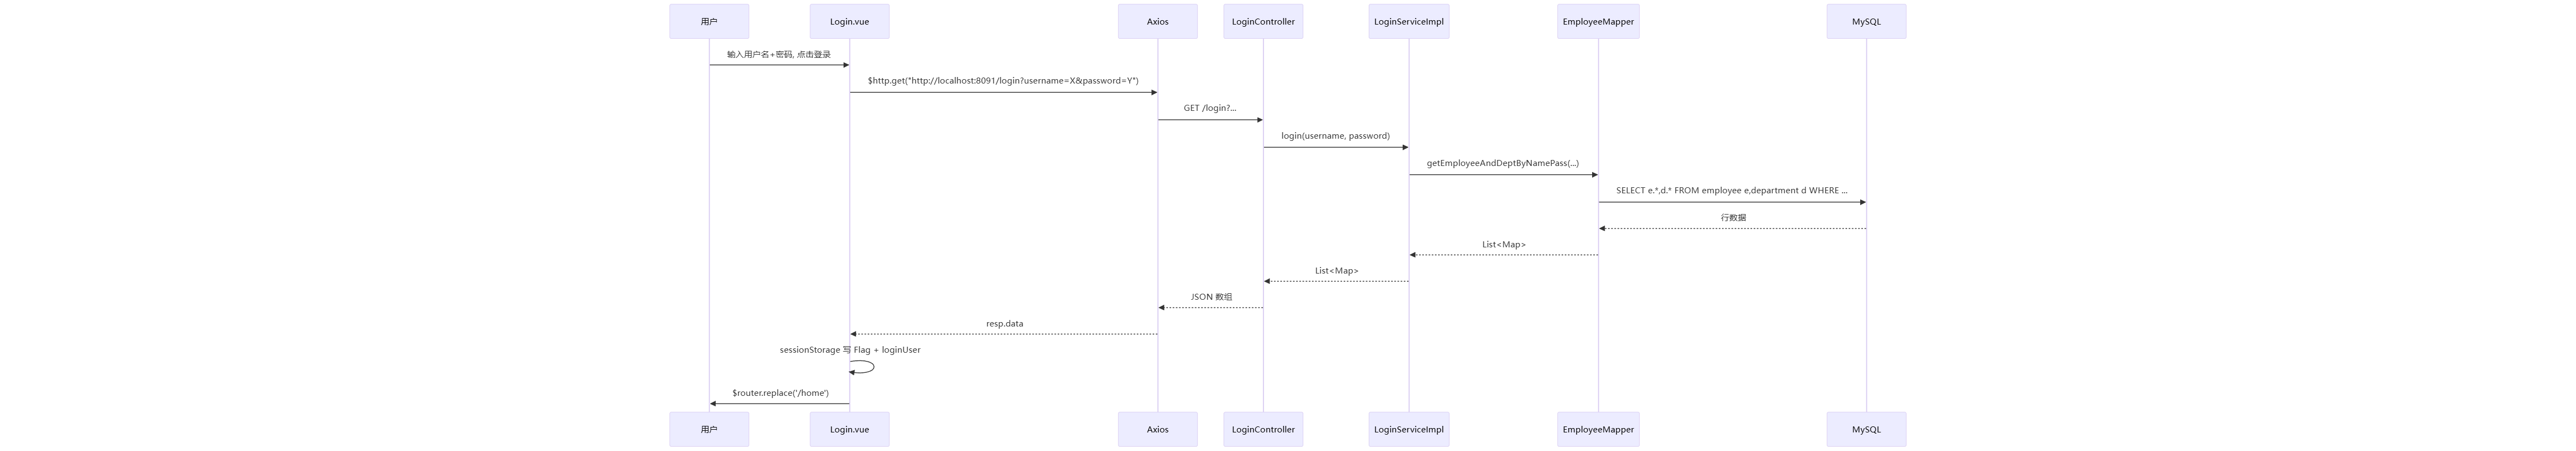 用户
Login.vue
Axios
LoginController
LoginServiceImpl
EmployeeMapper
MySQL
输入用户名+密码, 点击登录
$http.get("http://localhost:8091/login?username=X&password=Y")
GET /login?...
login(username, password)
getEmployeeAndDeptByNamePass(...)
SELECT e.*,d.* FROM employee e,department d WHERE ...
行数据
List<Map>
List<Map>
JSON 数组
resp.data
sessionStorage 写 Flag + loginUser
$router.replace('/home')
用户
Login.vue
Axios
LoginController
LoginServiceImpl
EmployeeMapper
MySQL